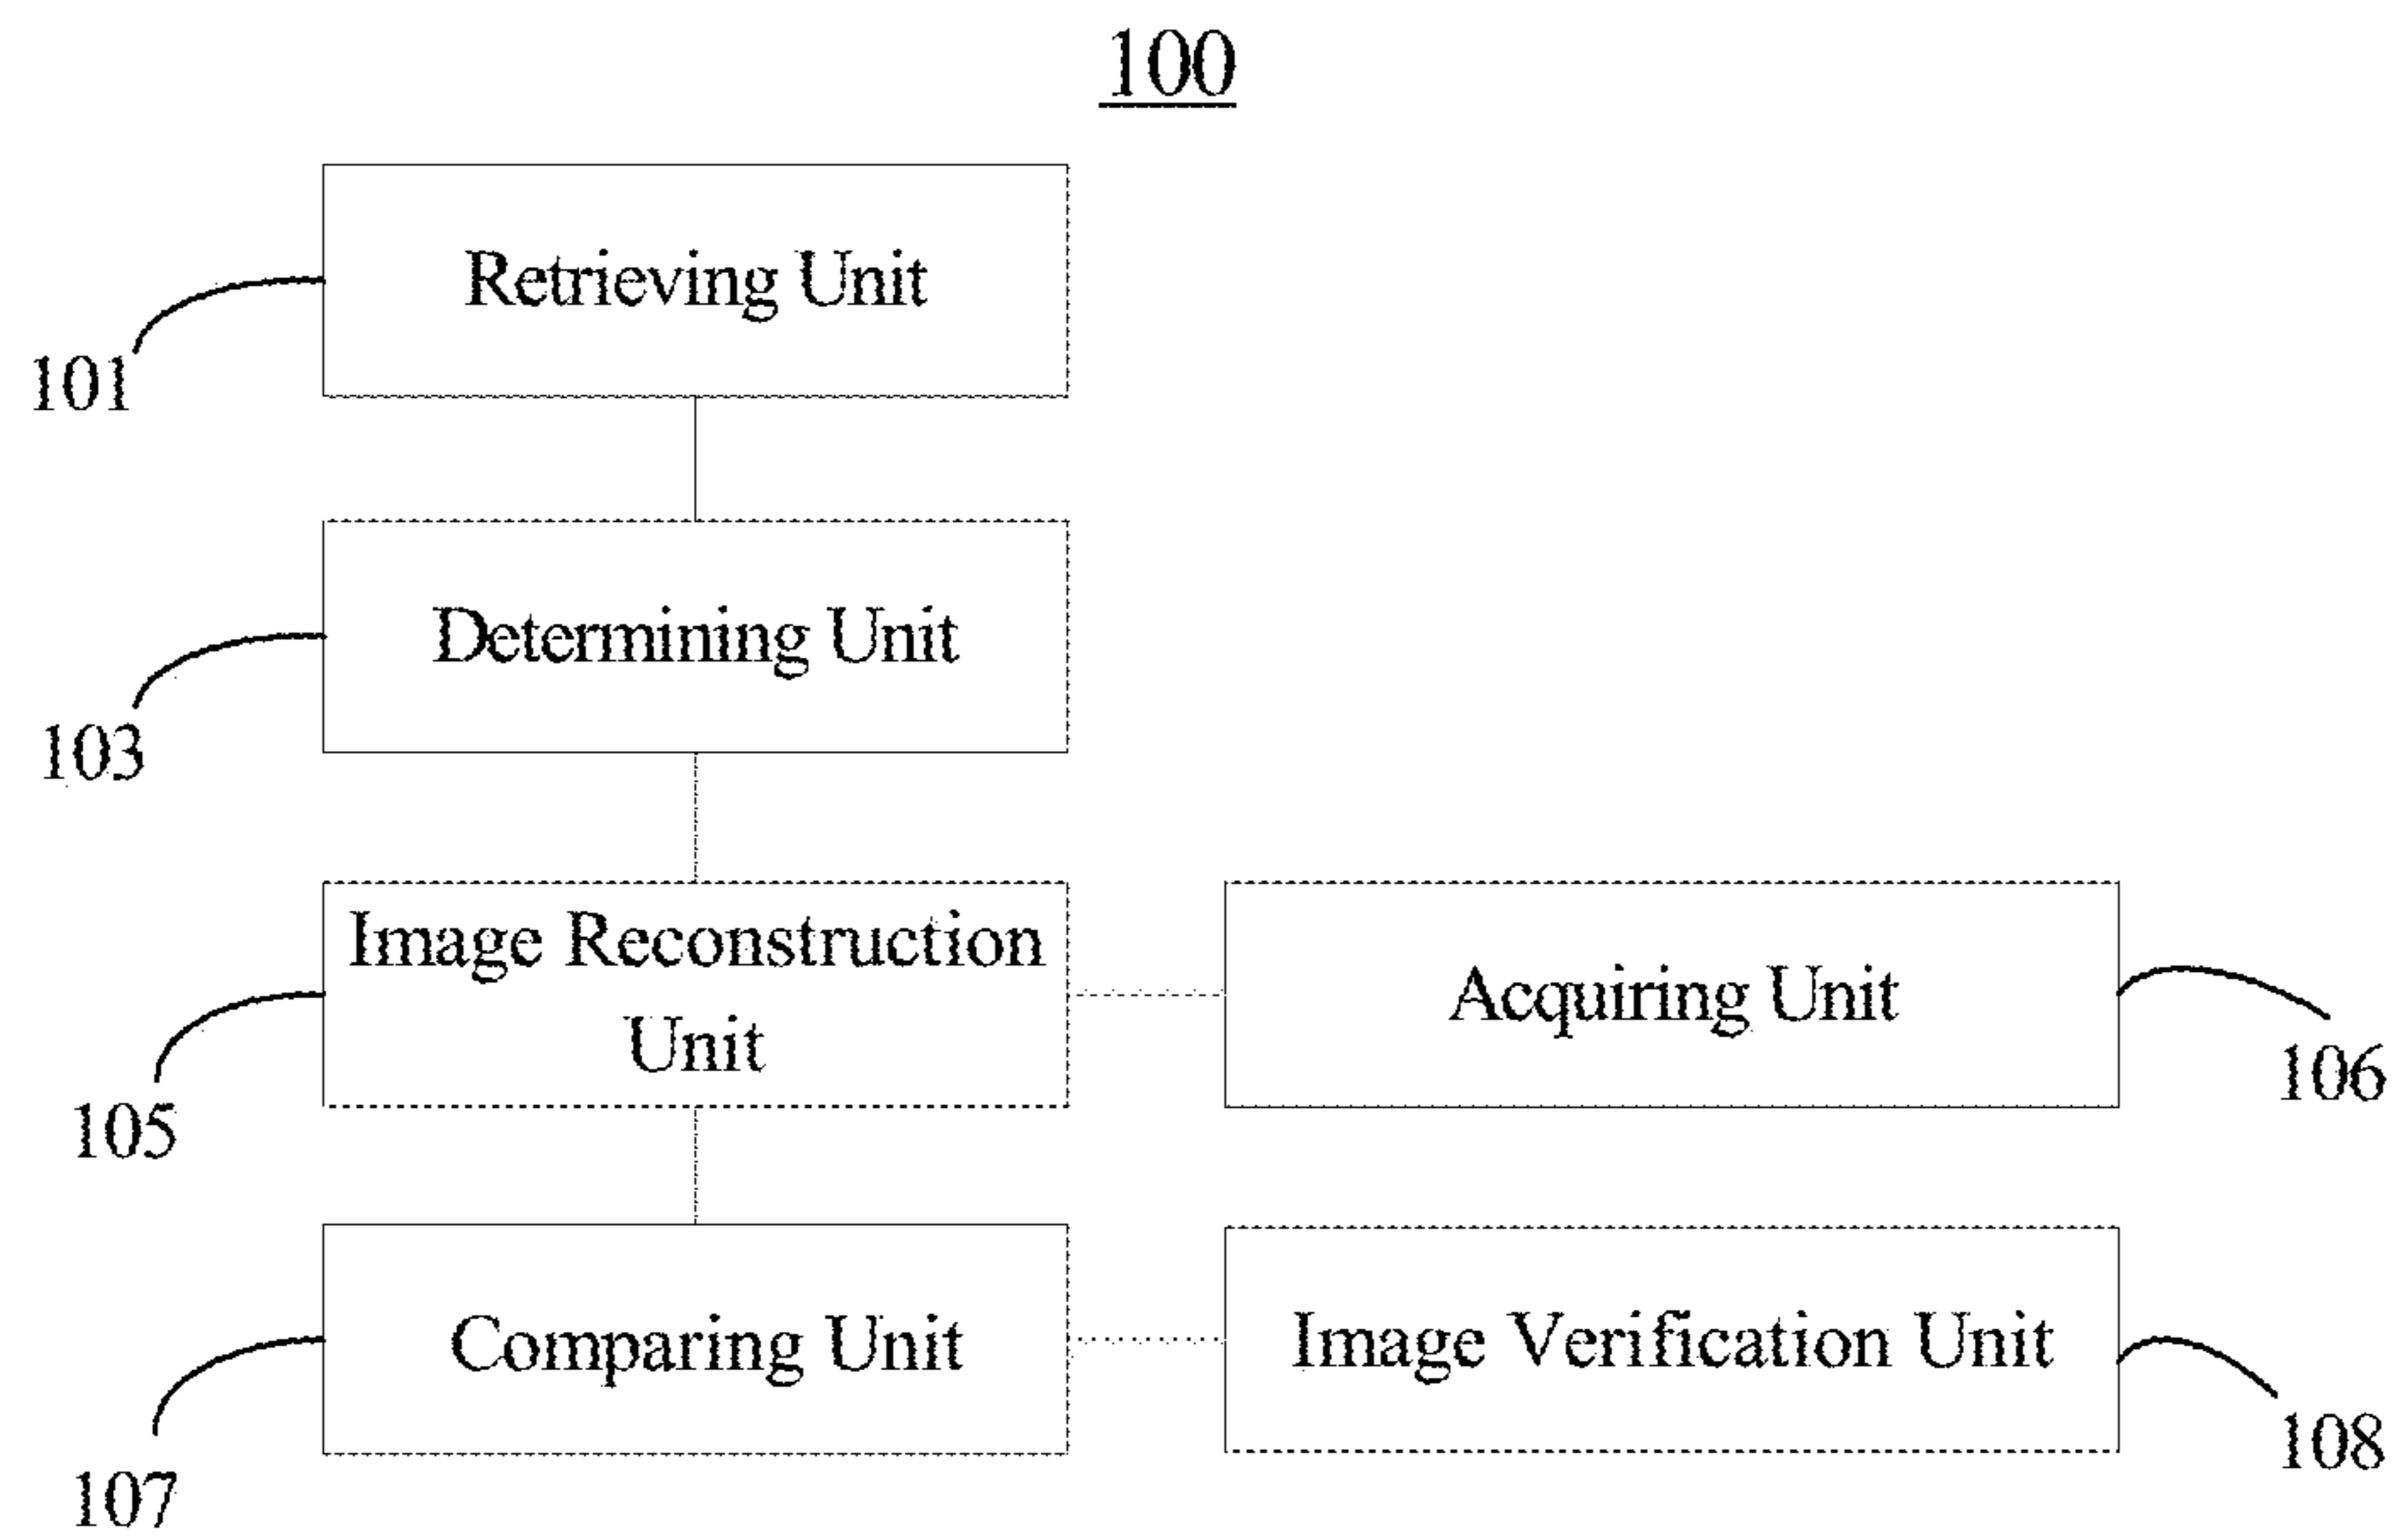 100
Retrieving Unit
101
Determining Unit
103
Image Reconstruction
Unit
105
Acquiring Unit
106
Comparing Unit
107
Image Verification Unit
108